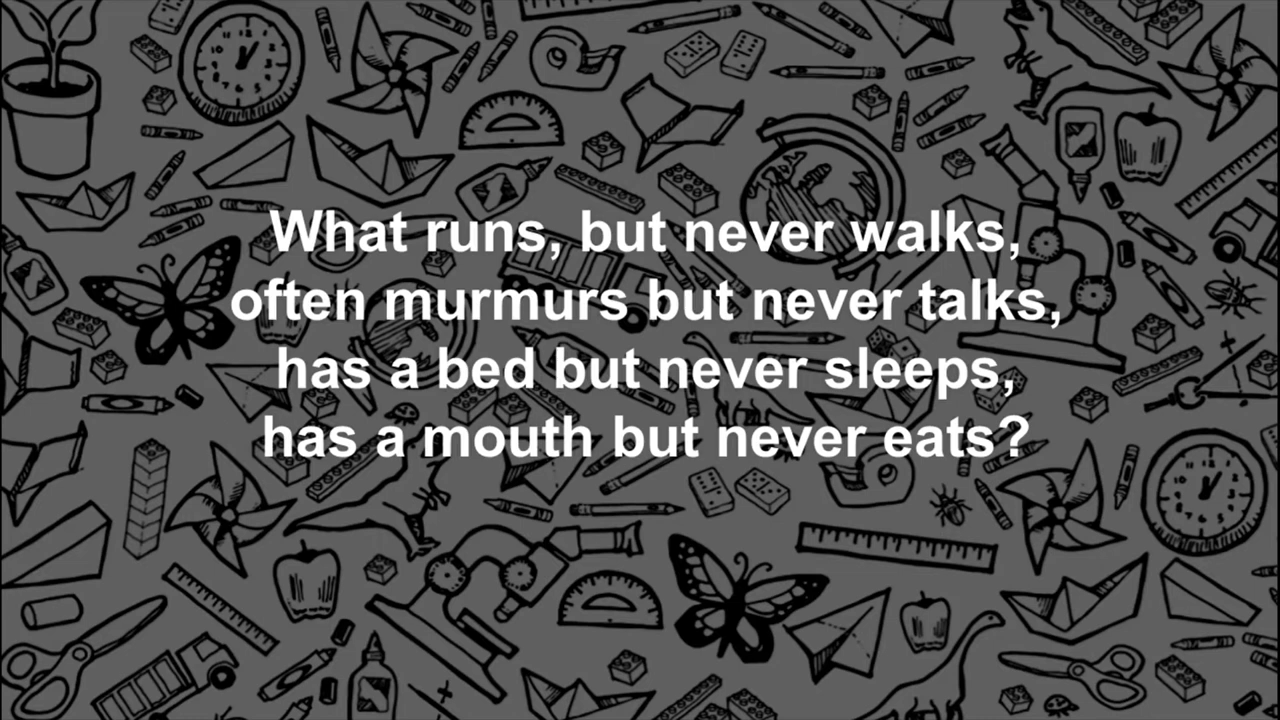 What runs, but never walks,
often murmurs but never talks,
has a bed but never sleeps,
has a mouth but never eats?